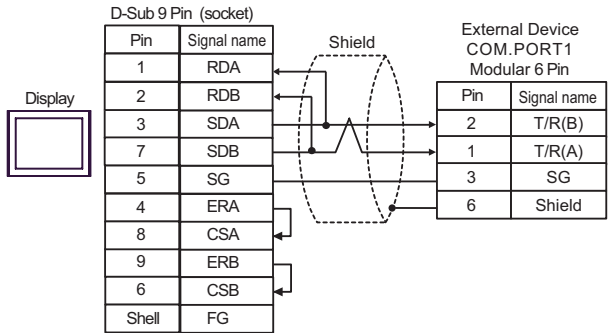 D-Sub 9 Pin (socket)
Pin Signal name
1 RDA
2 RDB
3 SDA
7 SDB
5 SG
4 ERA
8 CSA
9 ERB
6 CSB
Shell FG
Display
Shield
External Device
COM.PORT1
Modular 6 Pin
Pin Signal name
2 T/R(B)
1 T/R(A)
3 SG
6 Shield